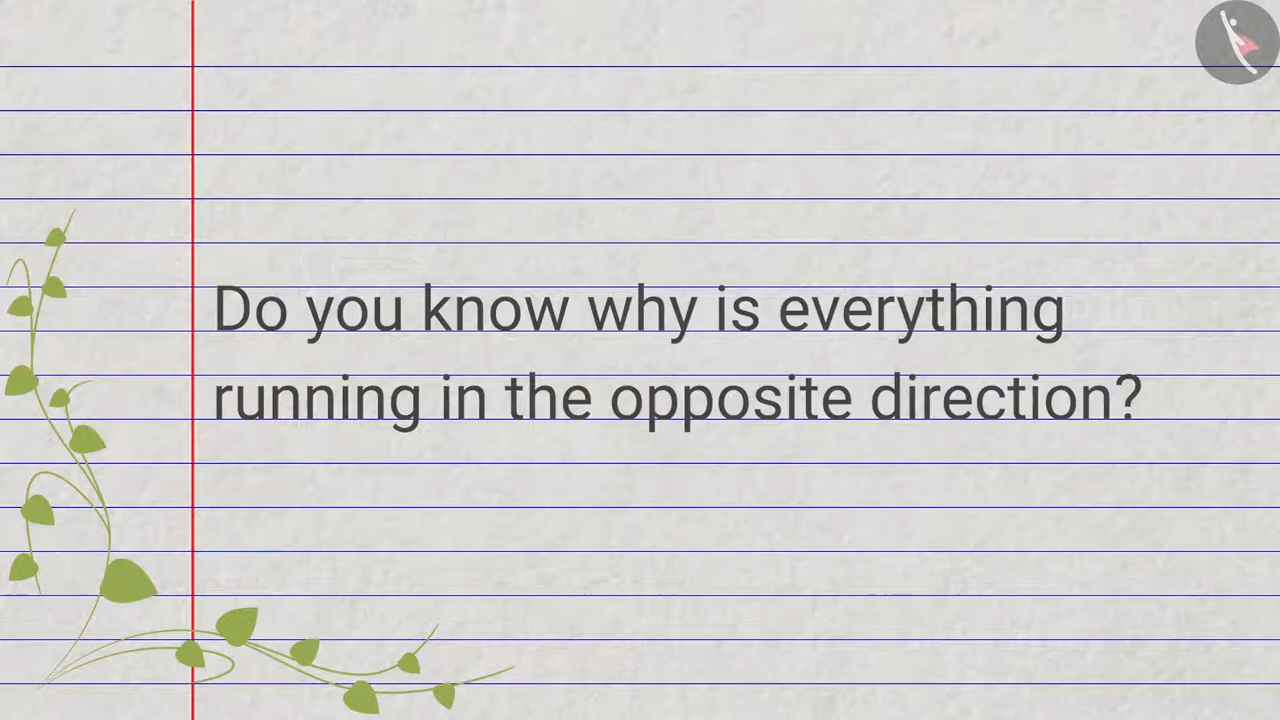 Do you know why is everything
running in the opposite direction?